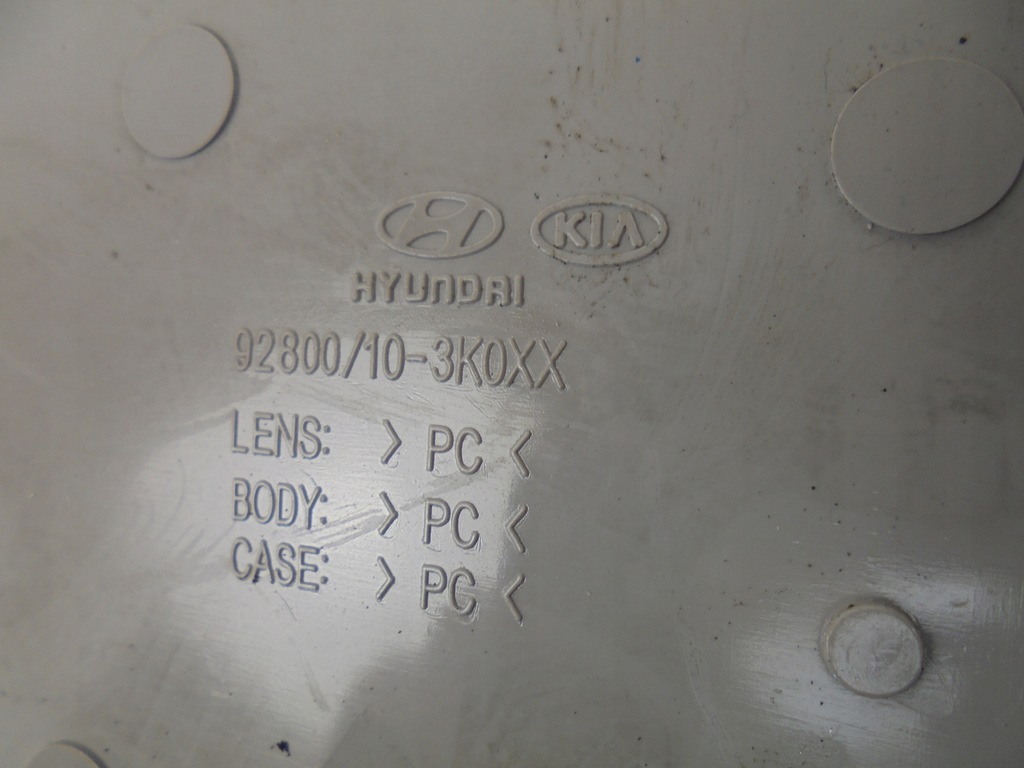 KIA
HYUNDAI
92800/10-3K0XX
LENS: > PC <
BODY: > PC <
CASE: > PC <